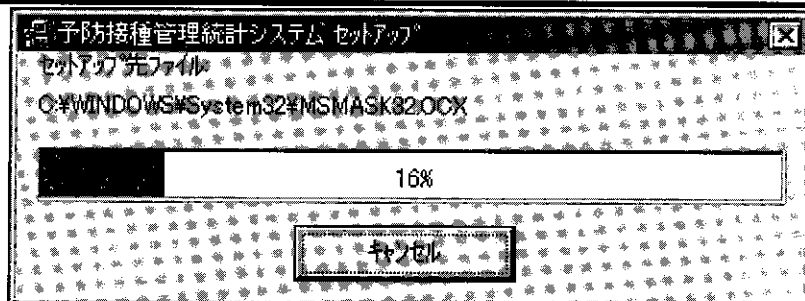 予防接種管理統計システム ｾｯﾄｱｯﾌﾟ
ｾｯﾄｱｯﾌﾟ先ﾌｧｲﾙ:
C:¥WINDOWS¥System32¥MSMASK32.OCX
16%
ｷｬﾝｾﾙ